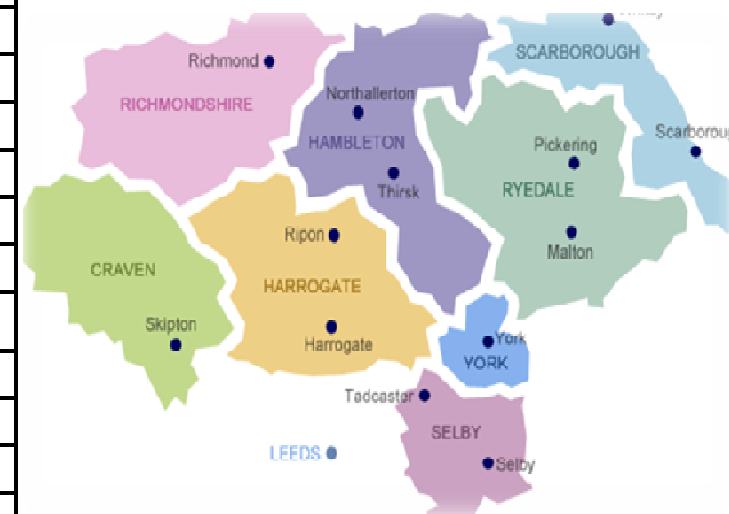 SCARBOROUGH
Richmond
Northallerton
RICHMONDSHIRE
HAMBLETON
Pickering
Thirsk
RYEDALE
Ripon
Malton
CRAVEN
HARROGATE
Skipton
Harrogate
York
YORK
Tadcaster
SELBY
LEEDS
Selby